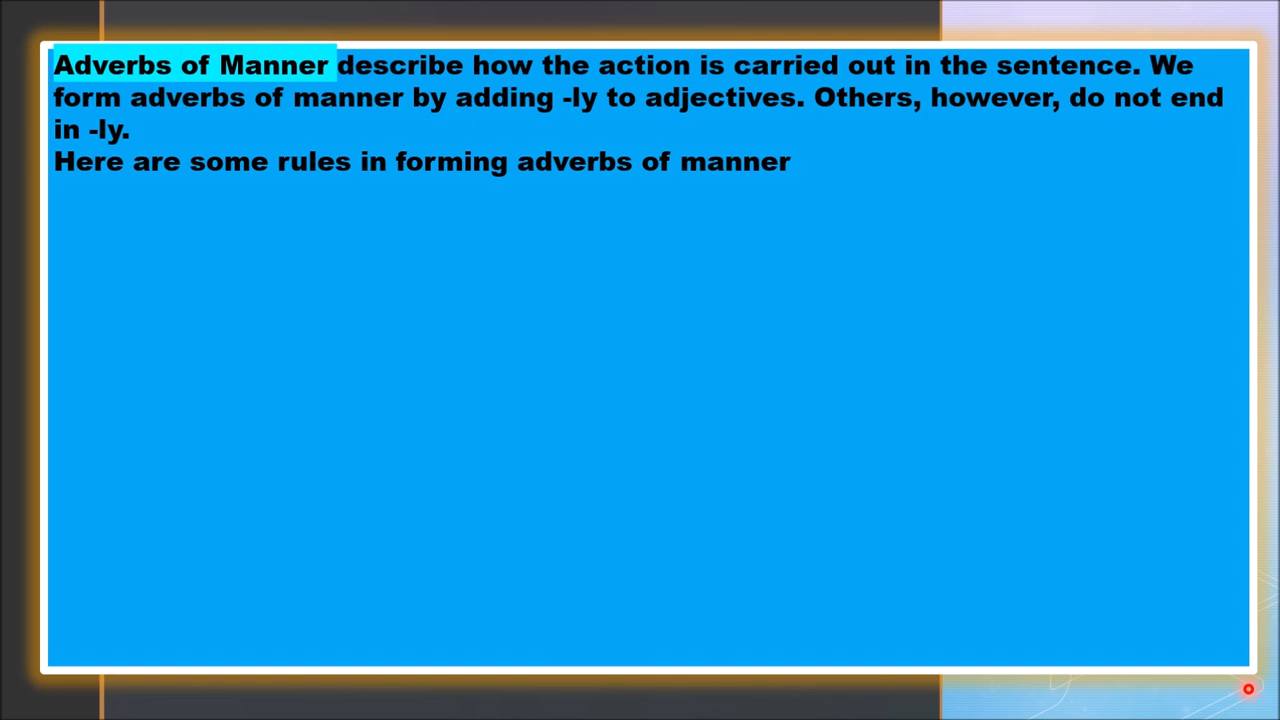 Adverbs of Manner describe how the action is carried out in the sentence. We
form adverbs of manner by adding -ly to adjectives. Others, however, do not end
in -ly.
Here are some rules in forming adverbs of manner